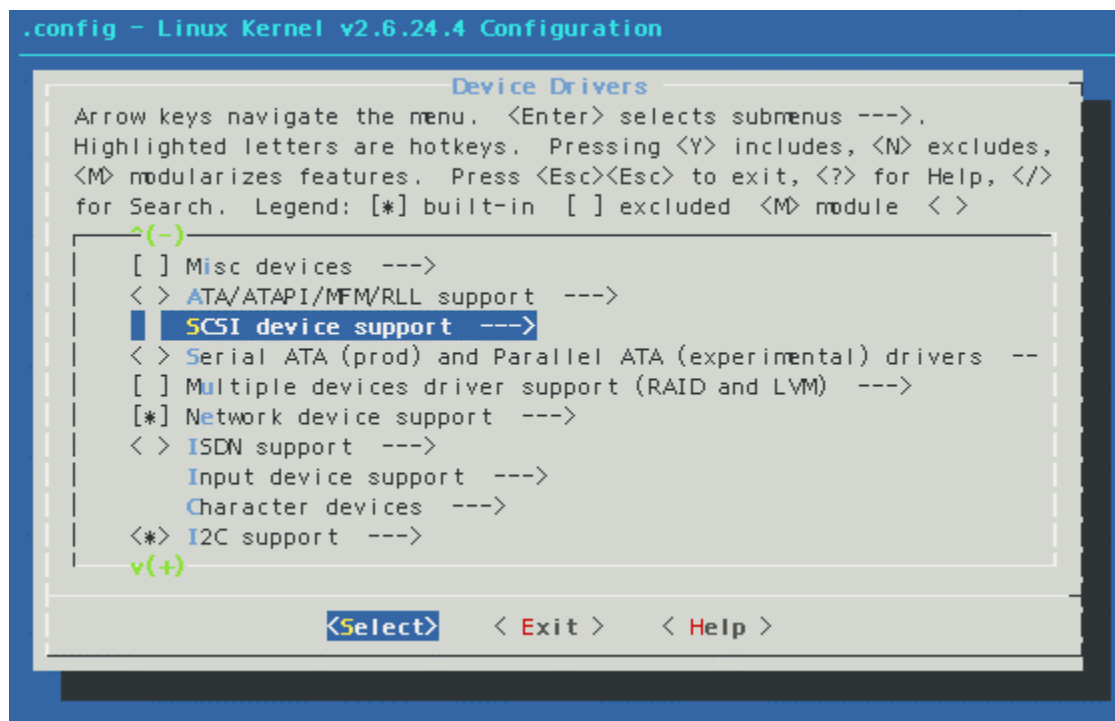 .config - Linux Kernel v2.6.24.4 Configuration
Device Drivers
Arrow keys navigate the menu.  <Enter> selects submenus --->.
Highlighted letters are hotkeys.  Pressing <Y> includes, <N> excludes,
<M> modularizes features.  Press <Esc><Esc> to exit, <?> for Help, </>
for Search.  Legend: [*] built-in  [ ] excluded  <M> module  < >
^(-)
[ ] Misc devices  --->
< > ATA/ATAPI/MFM/RLL support  --->
SCSI device support  --->
< > Serial ATA (prod) and Parallel ATA (experimental) drivers  --
[ ] Multiple devices driver support (RAID and LVM)  --->
[*] Network device support  --->
< > ISDN support  --->
Input device support  --->
Character devices  --->
<*> I2C support  --->
v(+)
<Select>    < Exit >    < Help >